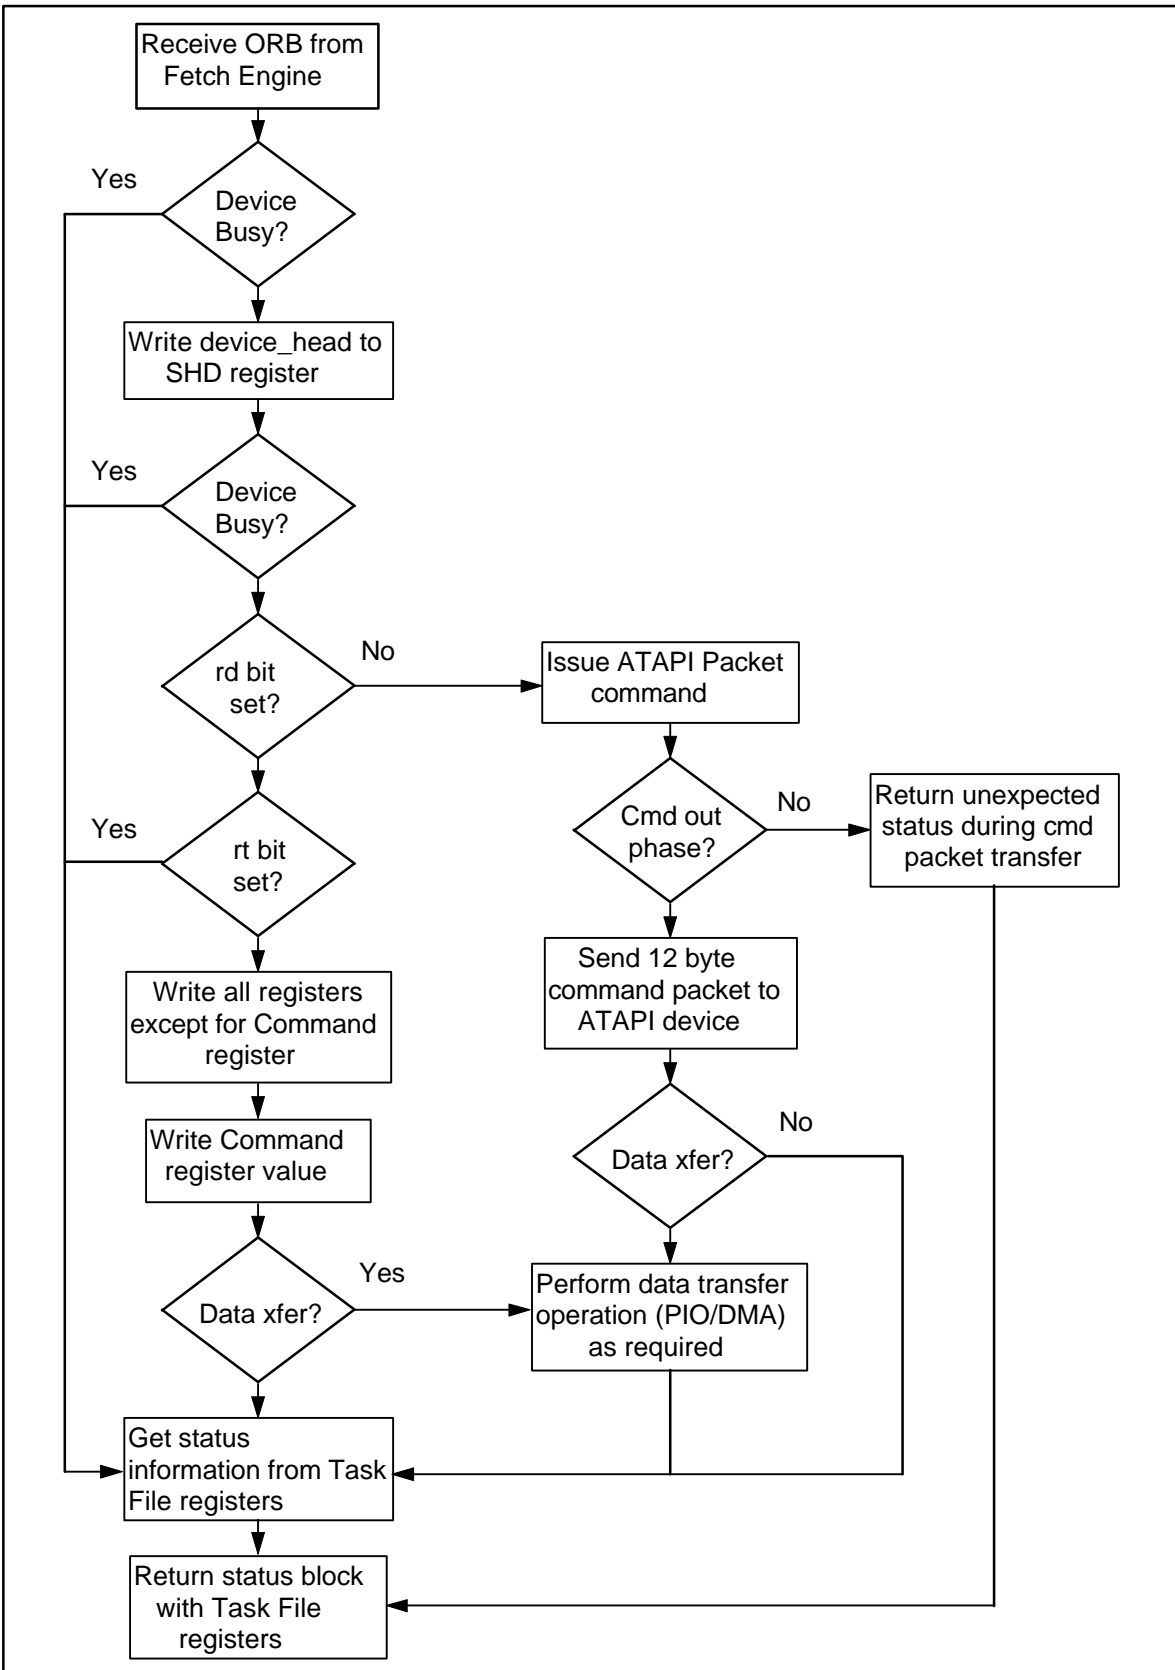 Receive ORB from
Fetch Engine
Yes
Device
Busy?
Write device_head to
SHD register
Yes
Device
Busy?
rd bit
set?
No
Issue ATAPI Packet
command
Yes
rt bit
set?
Cmd out
phase?
No
Return unexpected
status during cmd
packet transfer
Write all registers
except for Command
register
Send 12 byte
command packet to
ATAPI device
Write Command
register value
Data xfer?
No
Data xfer?
Yes
Perform data transfer
operation (PIO/DMA)
as required
Get status
information from Task
File registers
Return status block
with Task File
registers